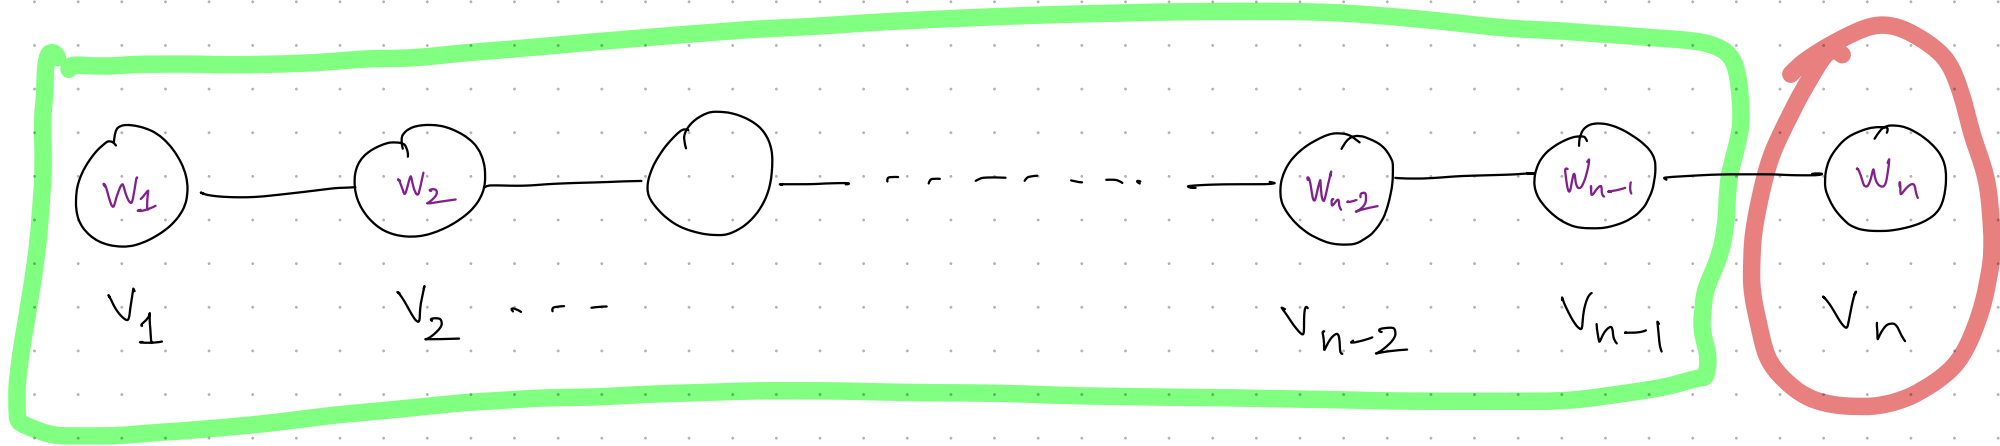 W1 W2 Wn-2 Wn-1 Wn
V1 V2 - - - Vn-2 Vn-1 Vn